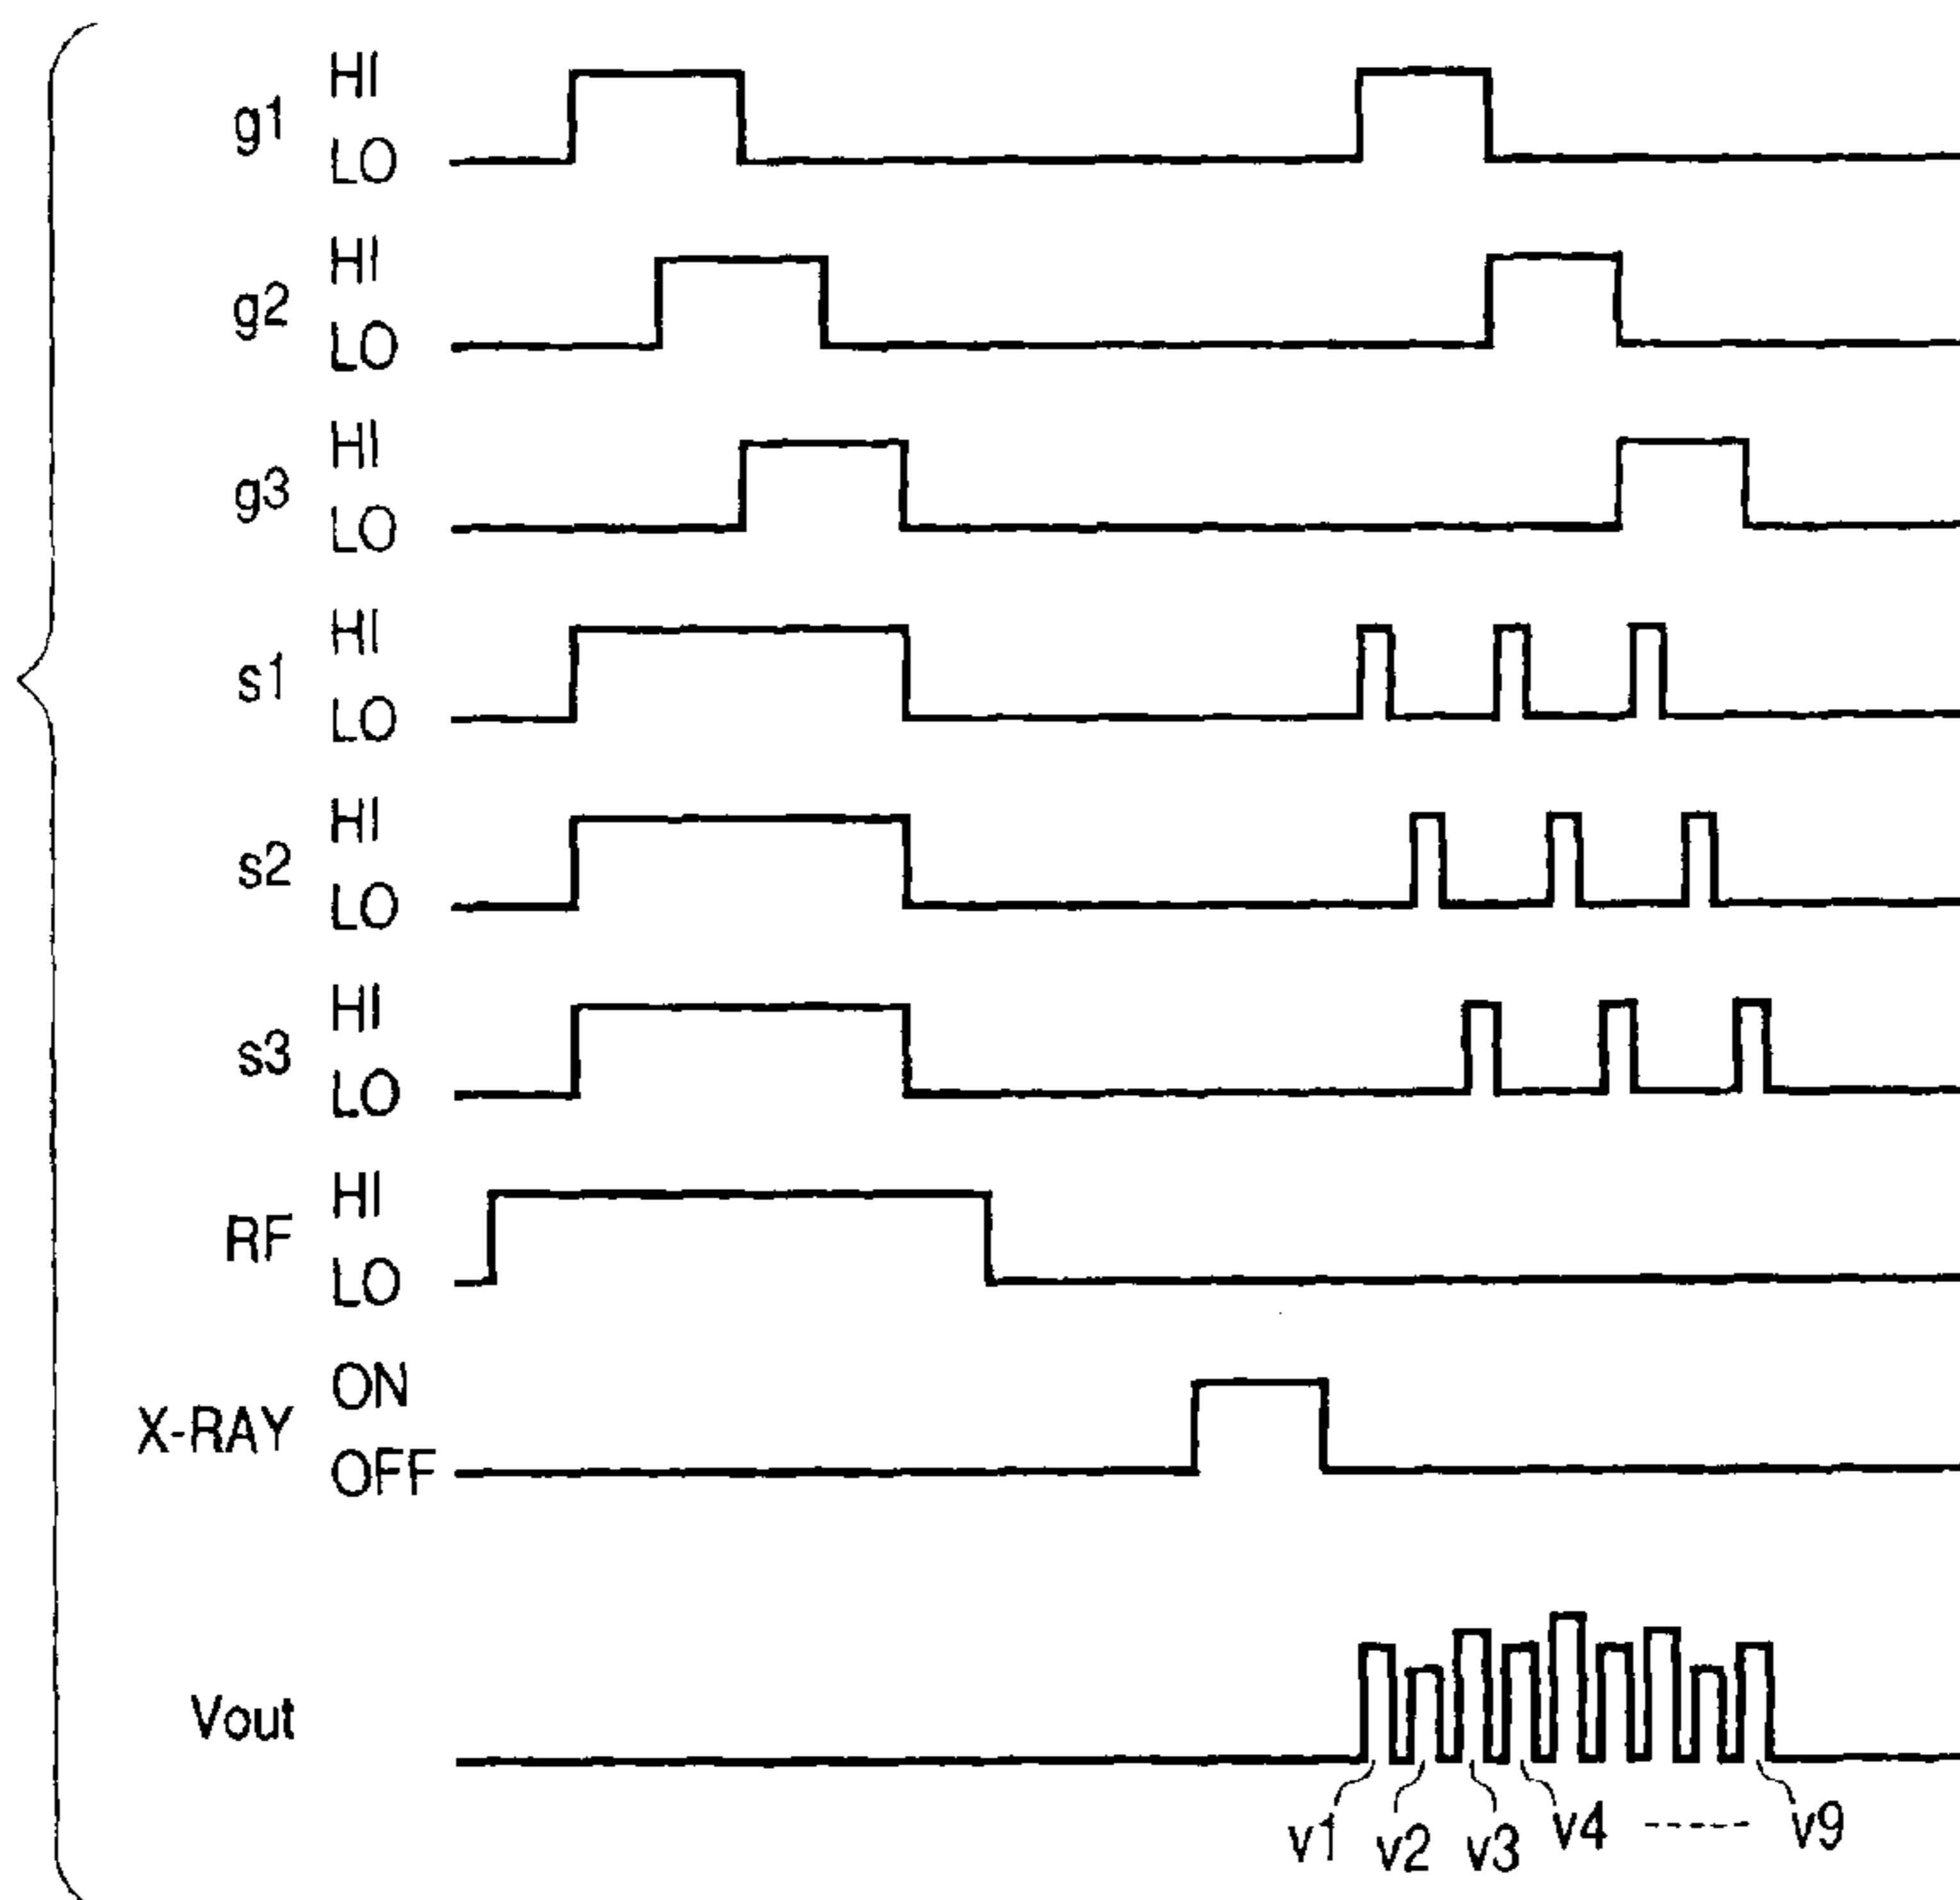 g1 HI
LO
g2 HI
LO
g3 HI
LO
s1 HI
LO
s2 HI
LO
s3 HI
LO
RF HI
LO
X-RAY ON
OFF
Vout
v1 v2 v3 v4 ----- v9